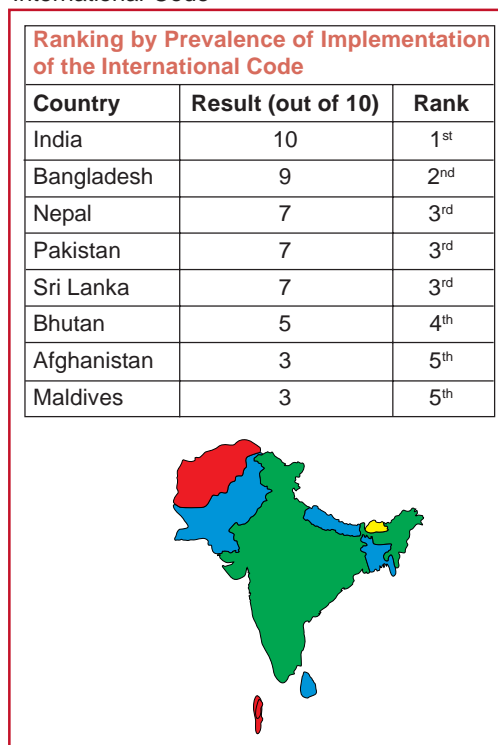 International Code
Ranking by Prevalence of Implementation
of the International Code
Country Result (out of 10) Rank
India 10 1st
Bangladesh 9 2nd
Nepal 7 3rd
Pakistan 7 3rd
Sri Lanka 7 3rd
Bhutan 5 4th
Afghanistan 3 5th
Maldives 3 5th